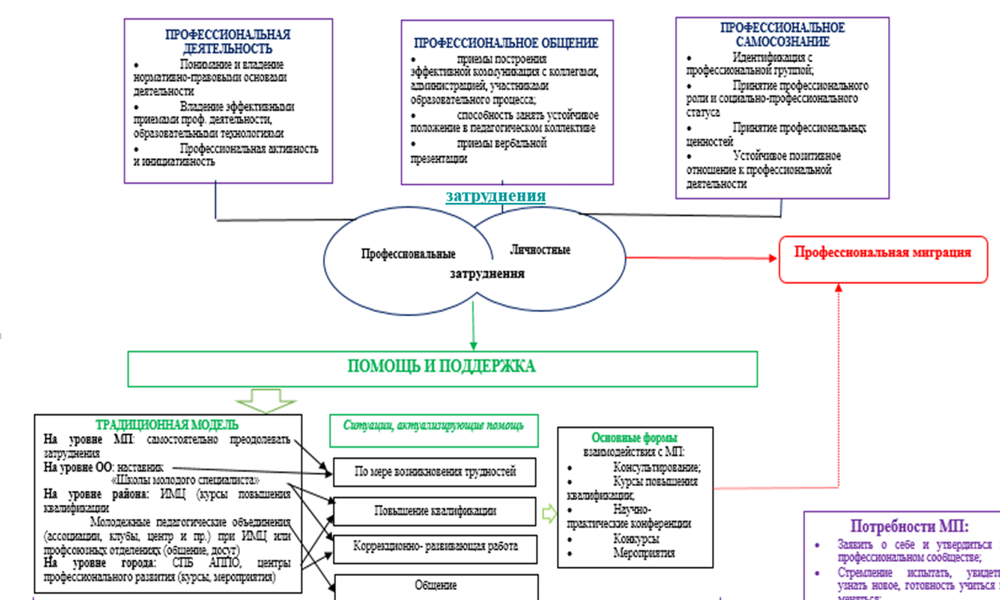 ПРОФЕССИОНАЛЬНАЯ
ДЕЯТЕЛЬНОСТЬ
• Понимание и владение
нормативно-правовыми основами
деятельности
• Владение эффективными
приемами проф. деятельности,
образовательными технологиями
• Профессиональная активность
и инициативность
ПРОФЕССИОНАЛЬНОЕ ОБЩЕНИЕ
• приемы построения
эффективной коммуникация с коллегами,
администрацией, участниками
образовательного процесса;
• способность занять устойчивое
положение в педагогическом коллективе
• приемы вербальной
презентации
ПРОФЕССИОНАЛЬНОЕ
САМОСОЗНАНИЕ
• Идентификация с
профессиональной группой;
• Принятие профессионального
роли и социально-профессионального
статуса
• Принятие профессиональных
ценностей
• Устойчивое позитивное
отношение к профессиональной
деятельности
затруднения
Профессиональные
Личностные
затруднения
Профессиональная миграция
ПОМОЩЬ И ПОДДЕРЖКА
ТРАДИЦИОННАЯ МОДЕЛЬ
На уровне МП: самостоятельно преодолевать
затруднения
На уровне ОО: наставник
«Школы молодого специалиста»
На уровне района: ИМЦ (курсы повышения
квалификации
Молодежные педагогические объединения
(ассоциации, клубы, центр и пр.) при ИМЦ или
профсоюзных отделениях (общение, досут)
На уровне города: СПБ АППО, центры
профессионального развития (курсы, мероприятия)
Ситуации, актуализирующие помощь
По мере возникновения трудностей
Повышение квалификации
Коррекционно- развивающая работа
Общение
Основные формы
взаимодействия с МП:
• Консультирование;
• Курсы повышения
квалификации;
• Научно-
практические конференции
• Конкурсы
• Мероприятия
Потребности МП:
• Заявить о себе и утвердиться
профессиональном сообществе;
• Стремление испытать, увидеть
узнать новое, готовность учиться
меняться;